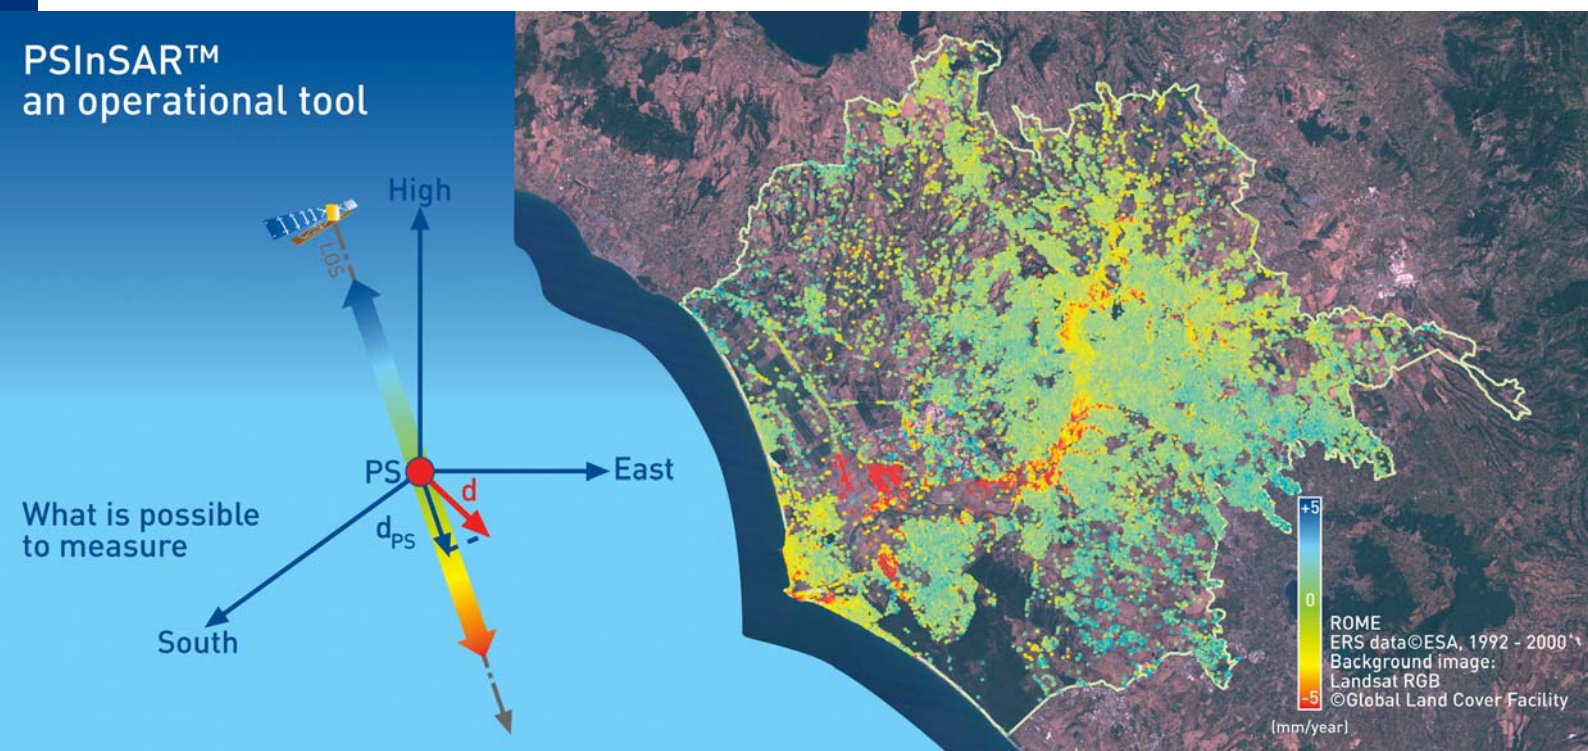 PSInSAR™
an operational tool
High
LOS
PS
East
d
dPS
What is possible
to measure
South
+5
0
-5
(mm/year)
ROME
ERS data©ESA, 1992 - 2000
Background image:
Landsat RGB
©Global Land Cover Facility